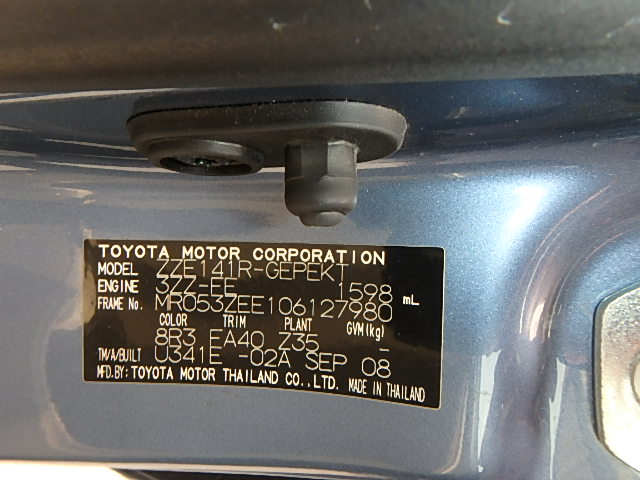 TOYOTA MOTOR CORPORATION
MODEL ZZE141R-GEPEKT
ENGINE 3ZZ-FE 1598 mL
FRAME No. MR053ZEE106127980
COLOR TRIM PLANT GVM(kg)
8R3 EA40 Z35 -
TM/A/BUILT U341E -02A SEP 08
MFD.BY: TOYOTA MOTOR THAILAND CO.,LTD. MADE IN THAILAND